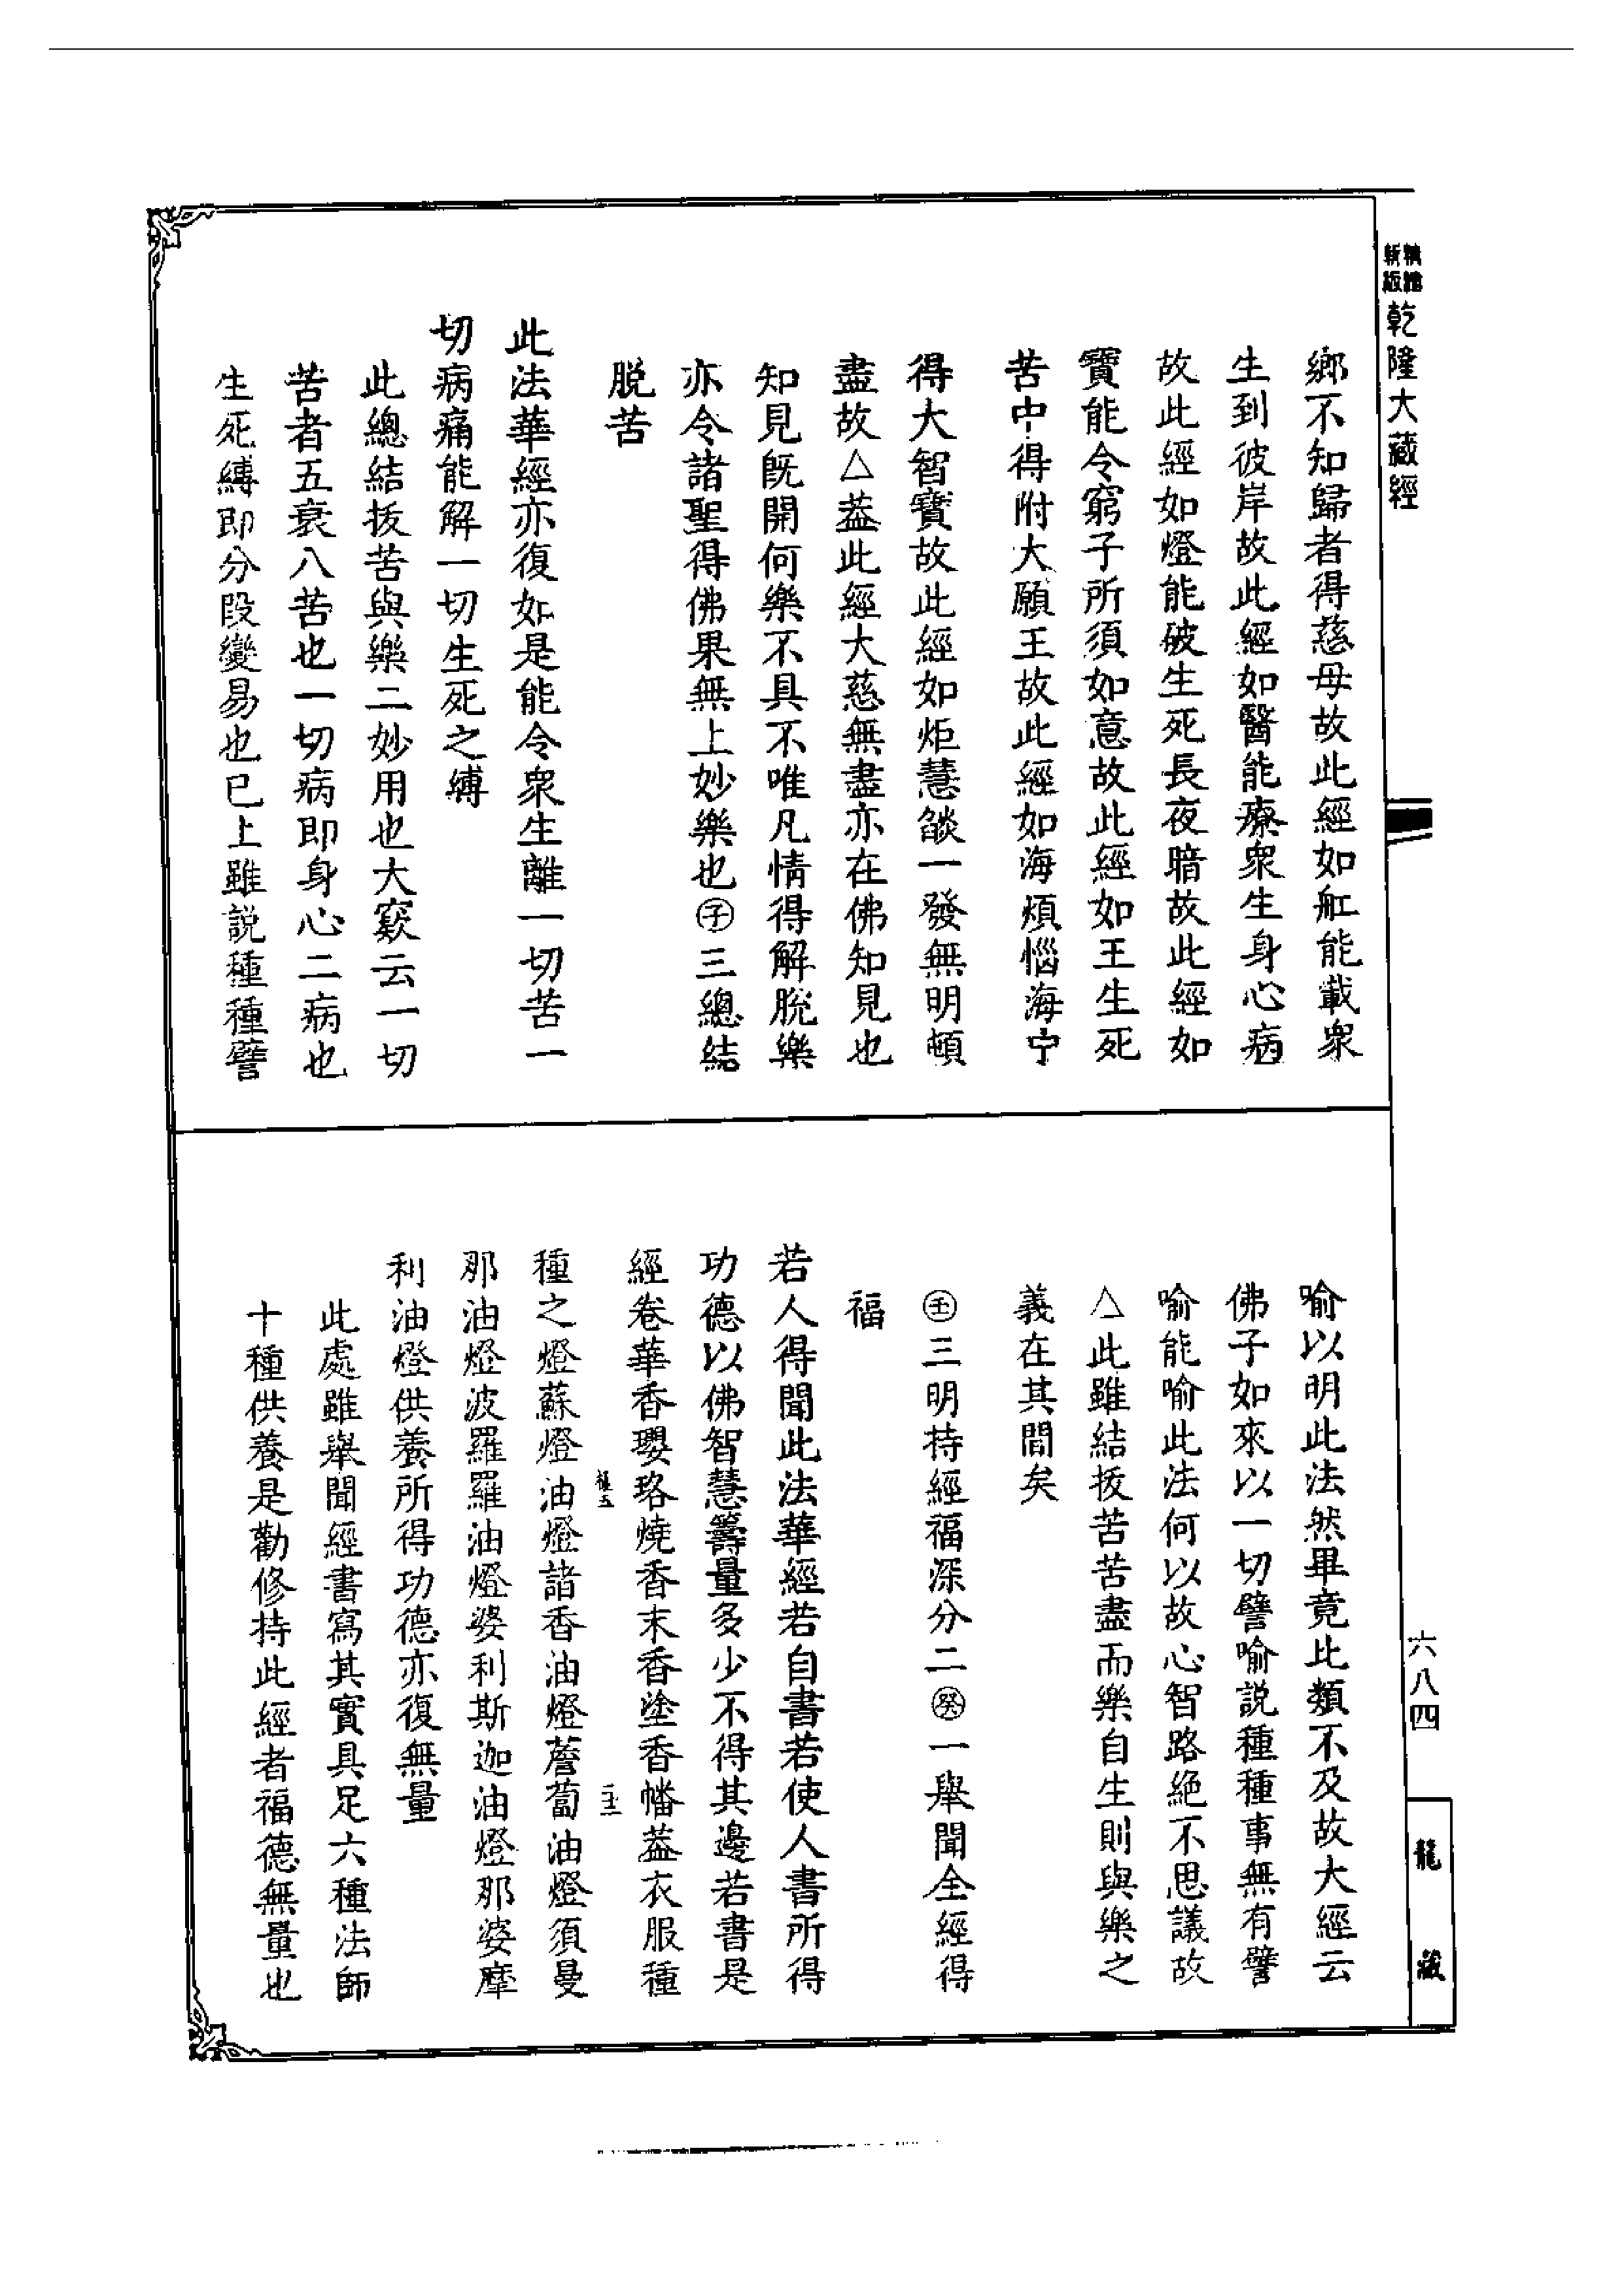 精縮
新版
乾隆大藏經
鄉不知歸者得慈母故此經如舡能載衆
生到彼岸故此經如醫能療衆生身心病
故此經如燈能破生死長夜暗故此經如
寶能令窮子所須如意故此經如王生死
苦中得附大願王故此經如海煩惱海中
得大智寶故此經如炬慧燄一發無明頓
盡故△葢此經大慈無盡亦在佛知見也
知見旣開何樂不具不唯凡情得解脫樂
亦令諸聖得佛果無上妙樂也㊉三總結
脫苦
此法華經亦復如是能令衆生離一切苦一
切病痛能解一切生死之縛
此總結拔苦與樂二妙用也大窾云一切
苦者五衰八苦也一切病即身心二病也
生死縛即分段變易也已上雖説種種譬
喻以明此法然畢竟比類不及故大經云
佛子如來以一切譬喻説種種事無有譬
喻能喻此法何以故心智路絕不思議故
△此雖結拔苦苦盡而樂自生則與樂之
義在其間矣
壬三明持經福深分二癸一舉聞全經得
福
若人得聞此法華經若自書若使人書所得
功德以佛智慧籌量多少不得其邊若書是
經卷華香瓔珞燒香末香塗香幡葢衣服種
種之燈蘇燈油燈諸香油燈薝蔔油燈須曼
那油燈波羅羅油燈婆利斯迦油燈那婆摩
利油燈供養所得功德亦復無量
此處雖舉聞經書寫其實具足六種法師
十種供養是勸修持此經者福德無量也
六八四
龍藏